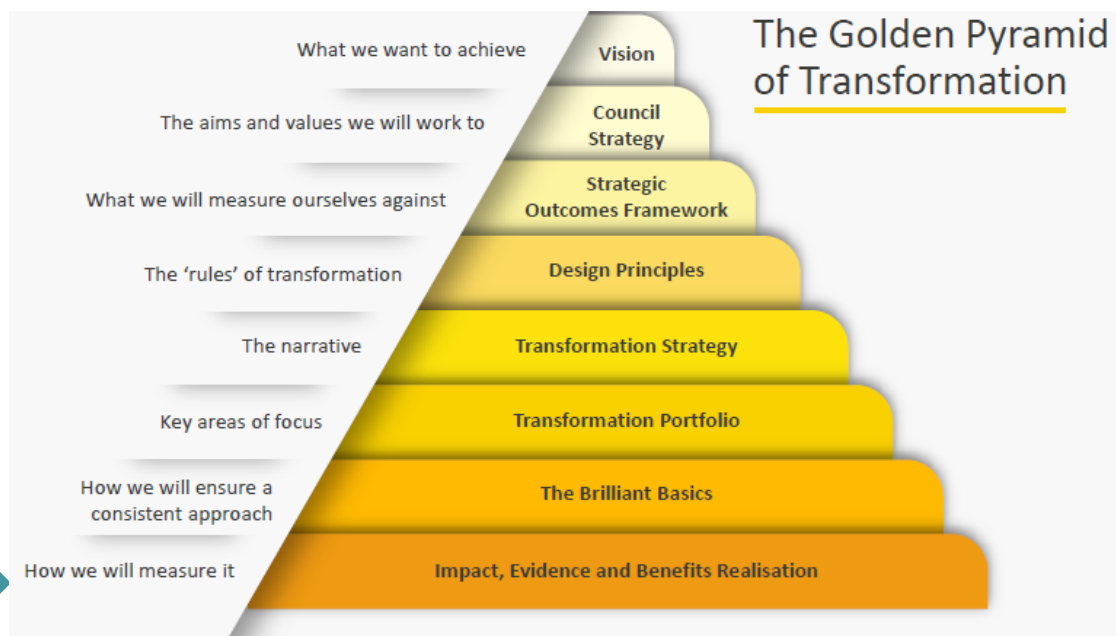 The Golden Pyramid
of Transformation
What we want to achieve
Vision
The aims and values we will work to
Council
Strategy
What we will measure ourselves against
Strategic
Outcomes Framework
The ‘rules’ of transformation
Design Principles
The narrative
Transformation Strategy
Key areas of focus
Transformation Portfolio
How we will ensure a
consistent approach
The Brilliant Basics
How we will measure it
Impact, Evidence and Benefits Realisation